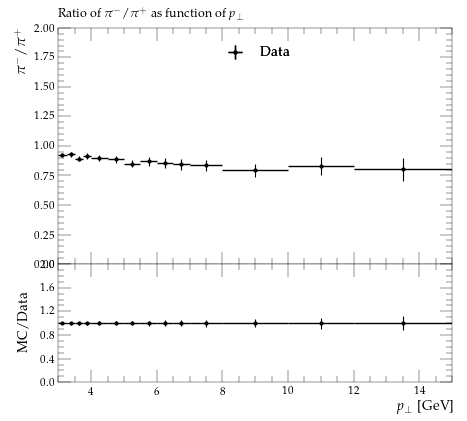 Ratio of π⁻/π⁺ as function of p⊥
π⁻/π⁺
2.00
1.75
1.50
1.25
1.00
0.75
0.50
0.25
Data
MC/Data
1.6
1.2
0.8
0.4
0.0
4 6 8 10 12 14
p⊥ [GeV]